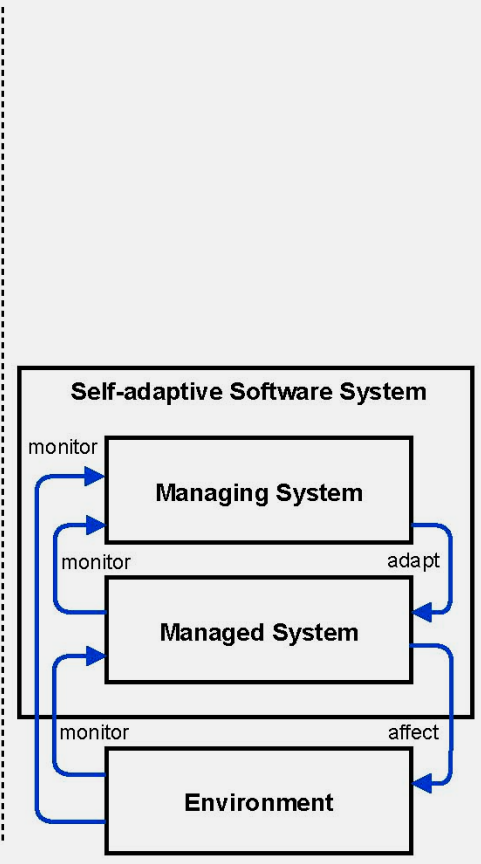 Self-adaptive Software System
monitor
Managing System
monitor
adapt
Managed System
monitor
affect
Environment